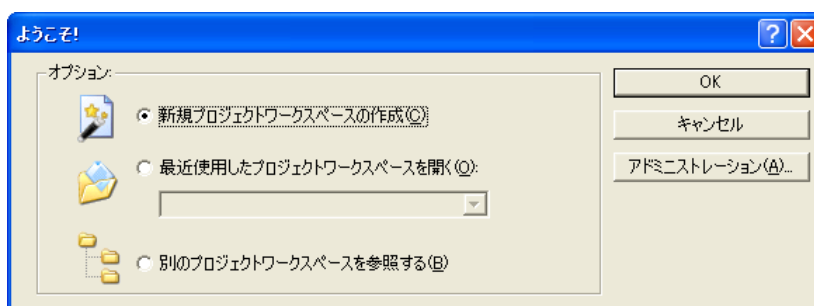 ようこそ!
オプション:
新規プロジェクトワークスペースの作成(C)
最近使用したプロジェクトワークスペースを開く(O):
別のプロジェクトワークスペースを参照する(B)
OK
キャンセル
アドミニストレーション(A)...